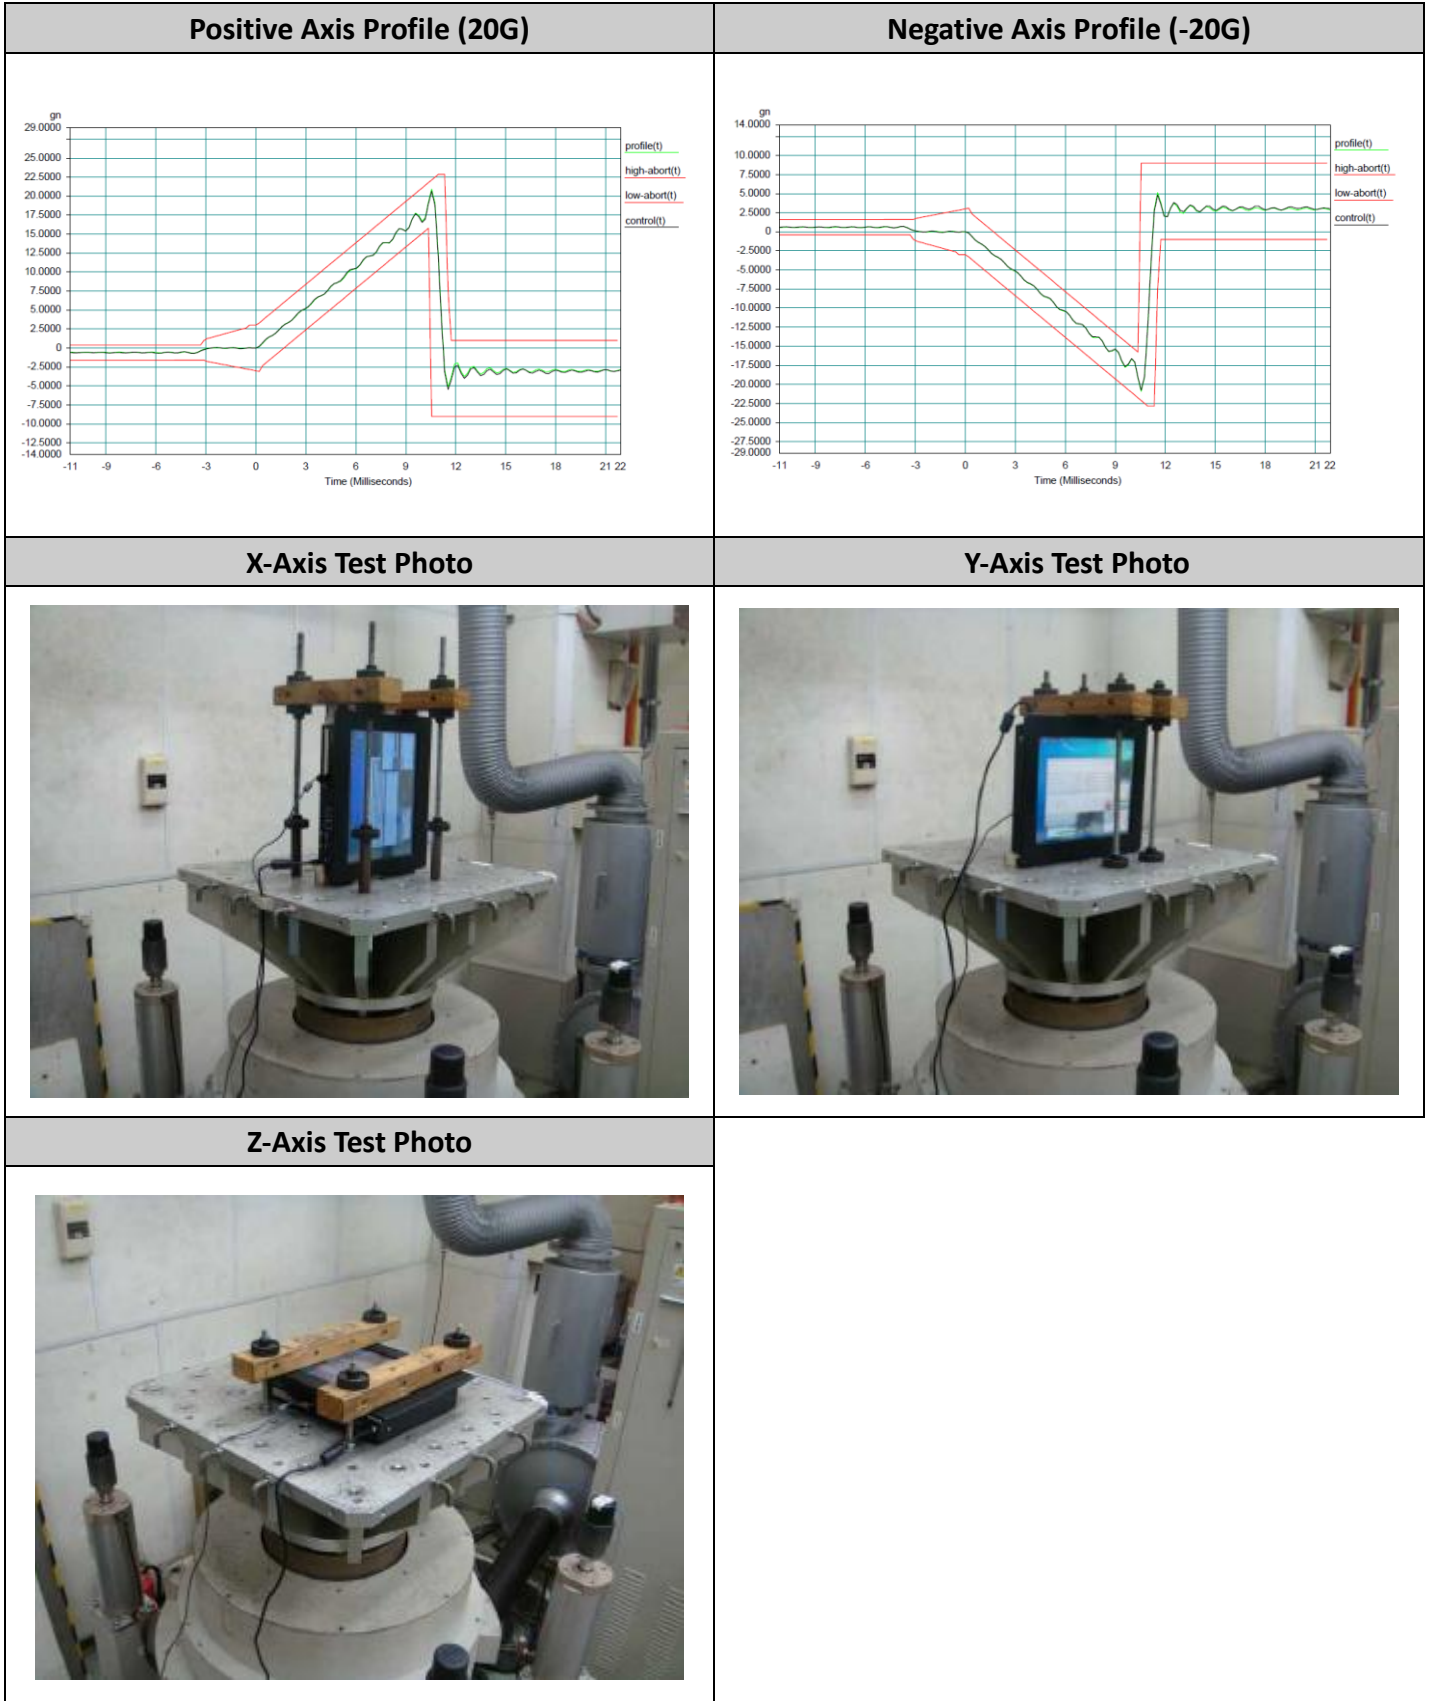 Positive Axis Profile (20G)
Negative Axis Profile (-20G)
gn
29.0000
25.0000
22.5000
20.0000
17.5000
15.0000
12.5000
10.0000
7.5000
5.0000
2.5000
0
-2.5000
-5.0000
-7.5000
-10.0000
-12.5000
-14.0000
-11 -9 -6 -3 0 3 6 9 12 15 18 21 22
Time (Milliseconds)
profile(t)
high-abort(t)
low-abort(t)
control(t)
gn
14.0000
10.0000
5.0000
2.5000
0
-2.5000
-5.0000
-7.5000
-10.0000
-12.5000
-15.0000
-17.5000
-20.0000
-22.5000
-25.0000
-27.5000
-29.0000
-11 -9 -6 -3 0 3 6 9 12 15 18 21 22
Time (Milliseconds)
profile(t)
high-abort(t)
low-abort(t)
control(t)
X-Axis Test Photo
Y-Axis Test Photo
Z-Axis Test Photo